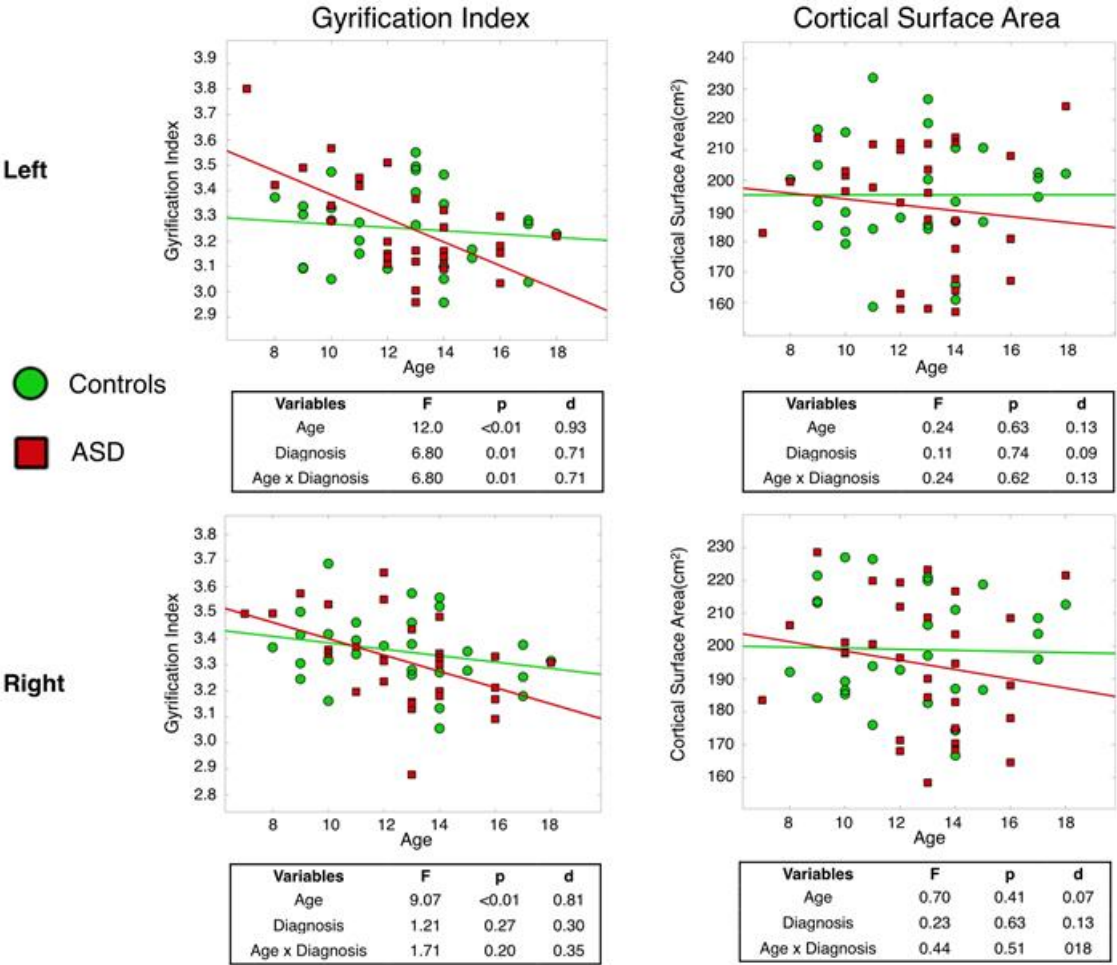 Gyrification Index
Cortical Surface Area
Left
Gyrification Index
3.9
3.8
3.7
3.6
3.5
3.4
3.3
3.2
3.1
3.0
2.9
8 10 12 14 16 18
Age
Cortical Surface Area(cm²)
240
230
220
210
200
190
180
170
160
8 10 12 14 16 18
Age
Controls
ASD
Variables F p d
Age 12.0 <0.01 0.93
Diagnosis 6.80 0.01 0.71
Age x Diagnosis 6.80 0.01 0.71
Variables F p d
Age 0.24 0.63 0.13
Diagnosis 0.11 0.74 0.09
Age x Diagnosis 0.24 0.62 0.13
Right
Gyrification Index
3.8
3.7
3.6
3.5
3.4
3.3
3.2
3.1
3.0
2.9
2.8
8 10 12 14 16 18
Age
Cortical Surface Area(cm²)
230
220
210
200
190
180
170
160
8 10 12 14 16 18
Age
Variables F p d
Age 9.07 <0.01 0.81
Diagnosis 1.21 0.27 0.30
Age x Diagnosis 1.71 0.20 0.35
Variables F p d
Age 0.70 0.41 0.07
Diagnosis 0.23 0.63 0.13
Age x Diagnosis 0.44 0.51 018